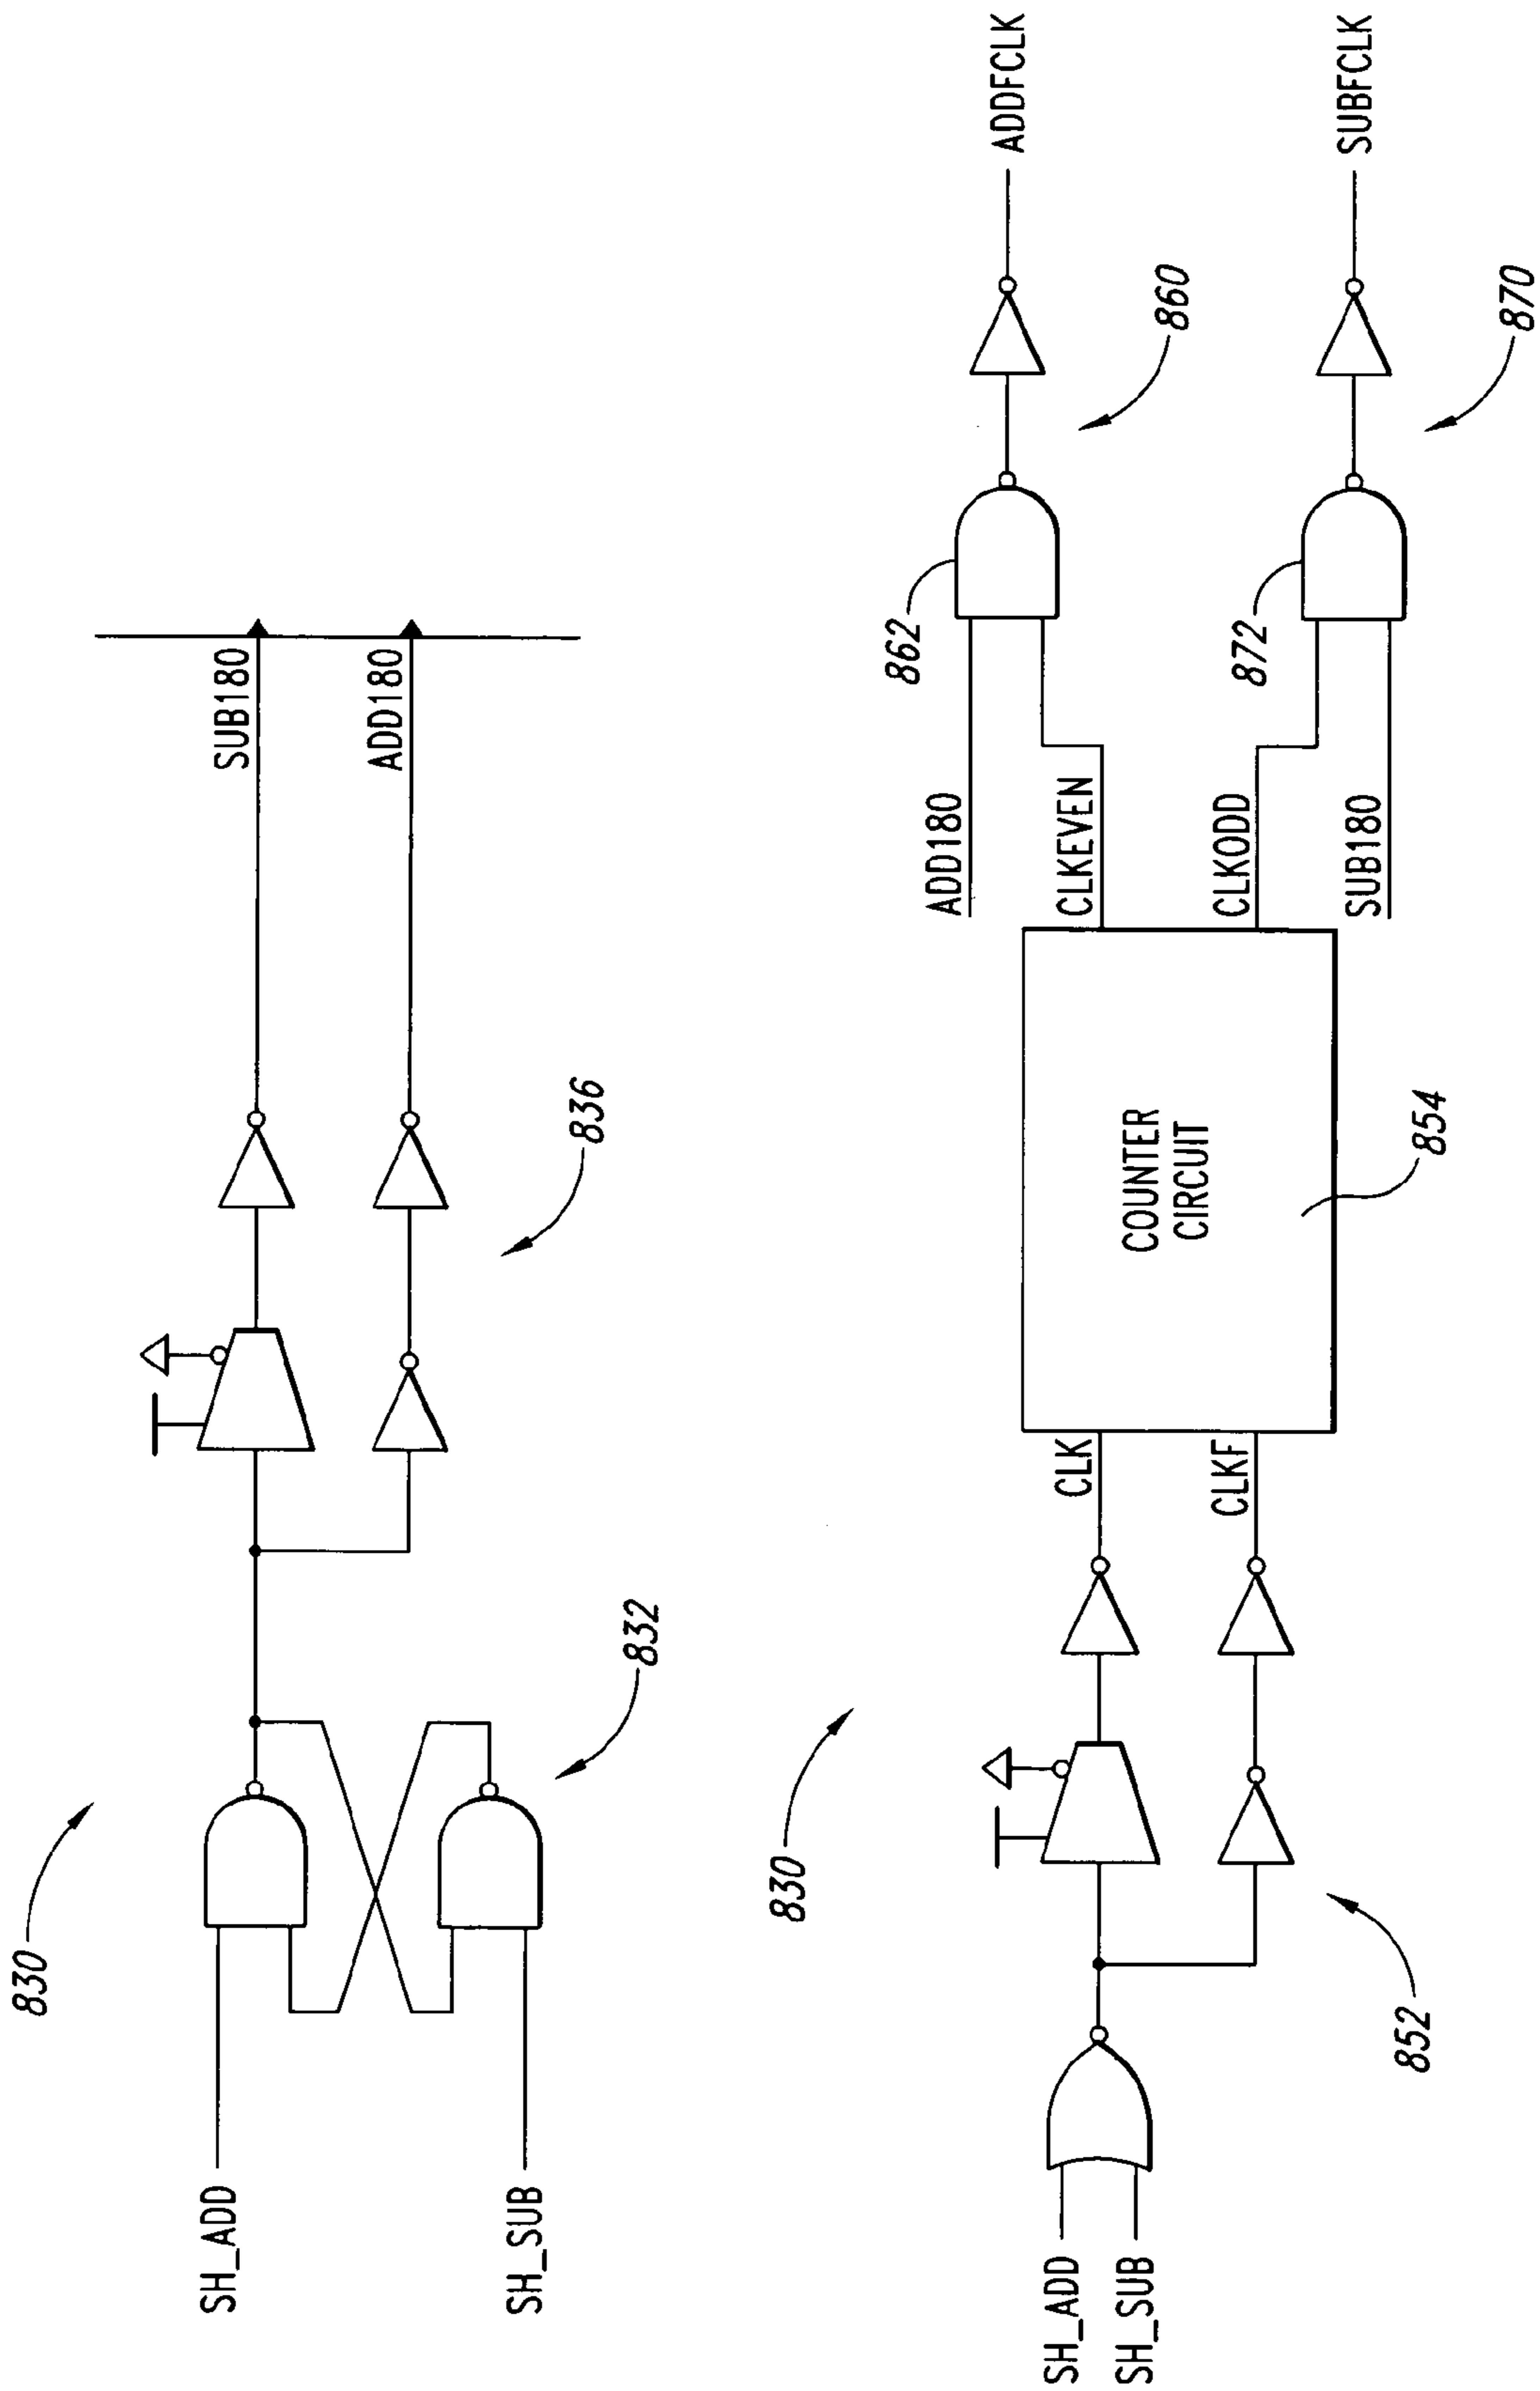 830
SH_ADD
SH_SUB
832
836
SUB180
ADD180
830
SH_ADD
SH_SUB
852
CLK
CLKF
COUNTER
CIRCUIT
854
ADD180
CLKEVEN
CLKODD
SUB180
862
872
860
870
ADDFCLK
SUBFCLK